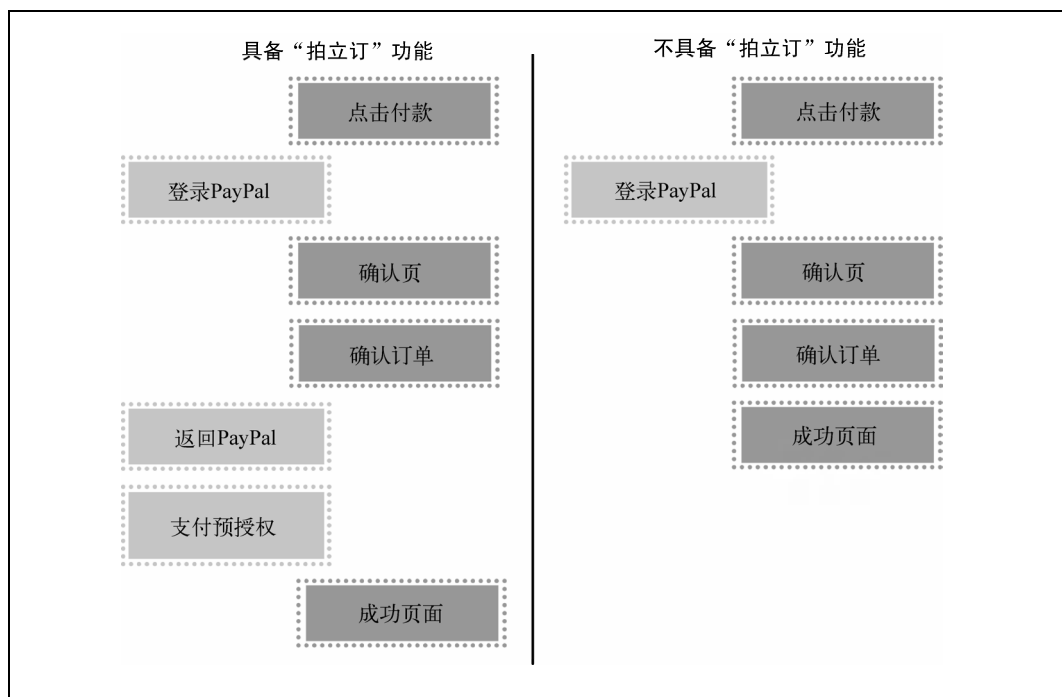 具备“拍立订”功能
点击付款
登录PayPal
确认页
确认订单
返回PayPal
支付预授权
成功页面
不具备“拍立订”功能
点击付款
登录PayPal
确认页
确认订单
成功页面